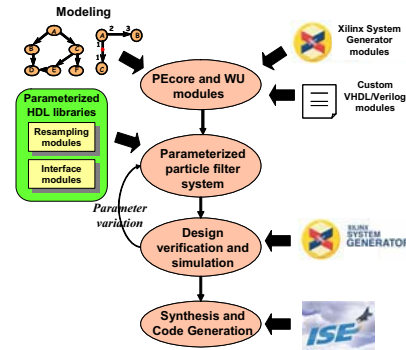 Modeling
A
B
C
D
E
F
A
2
3
B
1
1
C
Xilinx System
Generator
modules
PEcore and WU
modules
Custom
VHDL/Verilog
modules
Parameterized
HDL libraries
Resampling
modules
Interface
modules
Parameterized
particle filter
system
Parameter
variation
Design
verification and
simulation
XILINX
SYSTEM
GENERATOR
Synthesis and
Code Generation
ISE